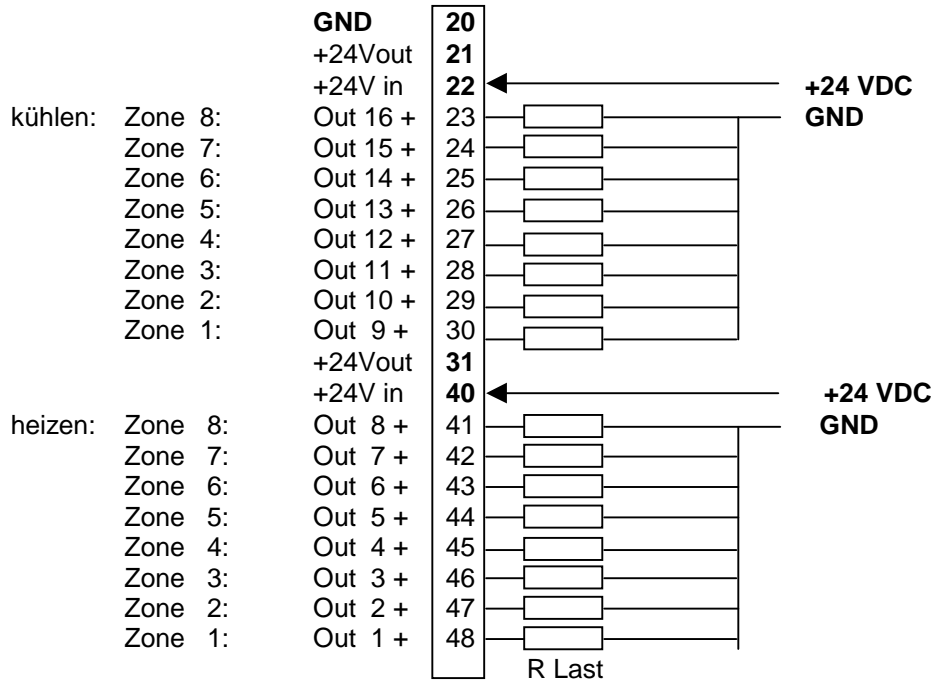 GND 20
+24Vout 21
+24V in 22 +24 VDC
kühlen: Zone 8: Out 16 + 23 GND
Zone 7: Out 15 + 24
Zone 6: Out 14 + 25
Zone 5: Out 13 + 26
Zone 4: Out 12 + 27
Zone 3: Out 11 + 28
Zone 2: Out 10 + 29
Zone 1: Out 9 + 30
+24Vout 31
+24V in 40 +24 VDC
heizen: Zone 8: Out 8 + 41 GND
Zone 7: Out 7 + 42
Zone 6: Out 6 + 43
Zone 5: Out 5 + 44
Zone 4: Out 4 + 45
Zone 3: Out 3 + 46
Zone 2: Out 2 + 47
Zone 1: Out 1 + 48
R Last